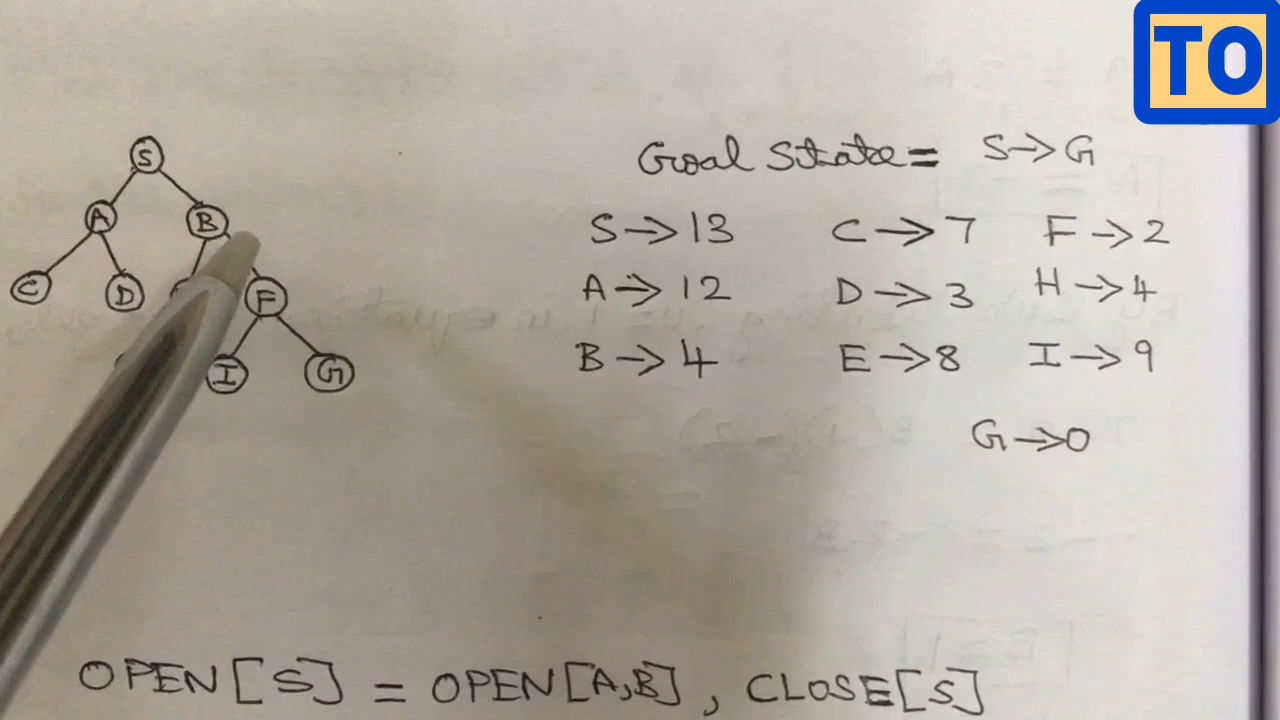 TO
Goal State = S→G
S→13 C→7 F→2
A→12 D→3 H→4
B→4 E→8 I→9
G→0
S
A B
C D F
I G
OPEN[S] = OPEN[A,B], CLOSE[S]